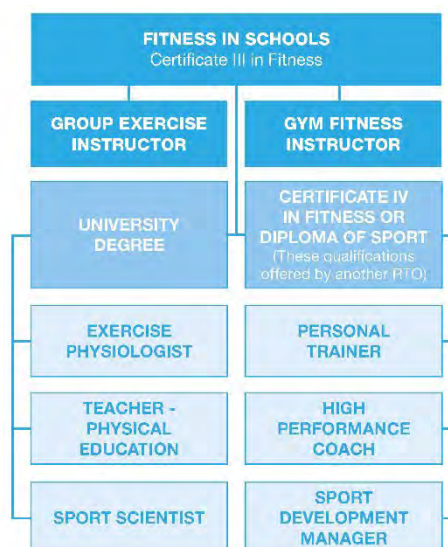 FITNESS IN SCHOOLS
Certificate III in Fitness
GROUP EXERCISE
INSTRUCTOR
GYM FITNESS
INSTRUCTOR
UNIVERSITY
DEGREE
CERTIFICATE IV
IN FITNESS OR
DIPLOMA OF SPORT
(These qualifications
offered by another RTO)
EXERCISE
PHYSIOLOGIST
PERSONAL
TRAINER
TEACHER -
PHYSICAL
EDUCATION
HIGH
PERFORMANCE
COACH
SPORT SCIENTIST
SPORT
DEVELOPMENT
MANAGER